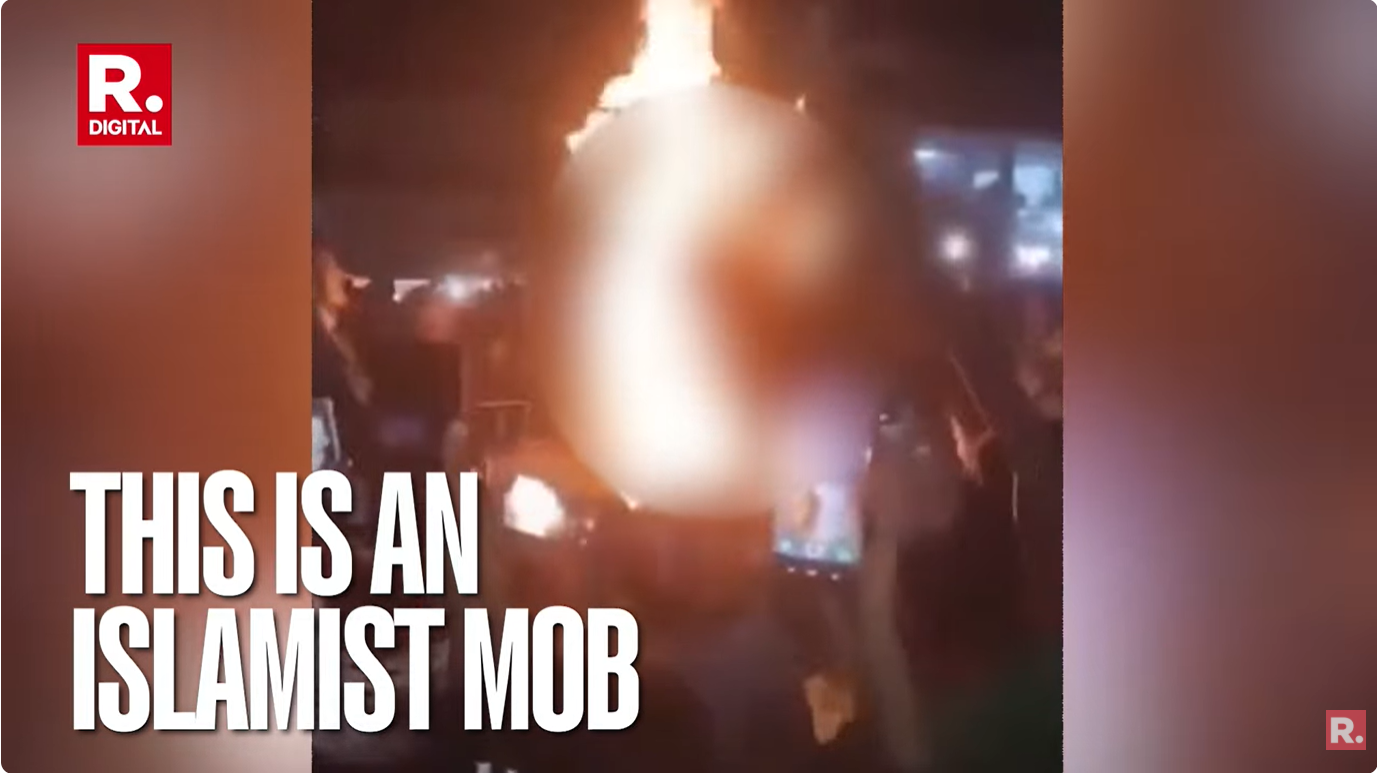 R.
DIGITAL
THIS IS AN
ISLAMIST MOB
R.